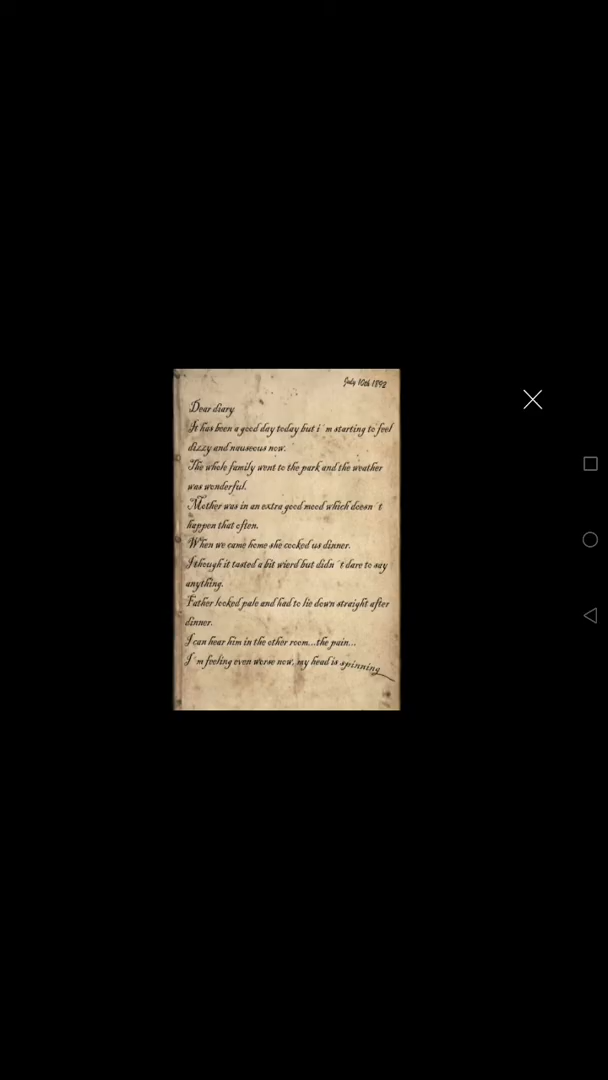 July 10th 1892
Dear diary
It has been a good day today but i´m starting to feel
dizzy and nauseous now.
The whole family went to the park and the weather
was wonderful.
Mother was in an extra good mood which doesn´t
happen that often.
When we came home she cooked us dinner.
I though it tasted a bit wierd but didn´t dare to say
anything.
Father looked pale and had to lie down straight after
dinner.
I can hear him in the other room...the pain...
I´m feeling even worse now, my head is spinning